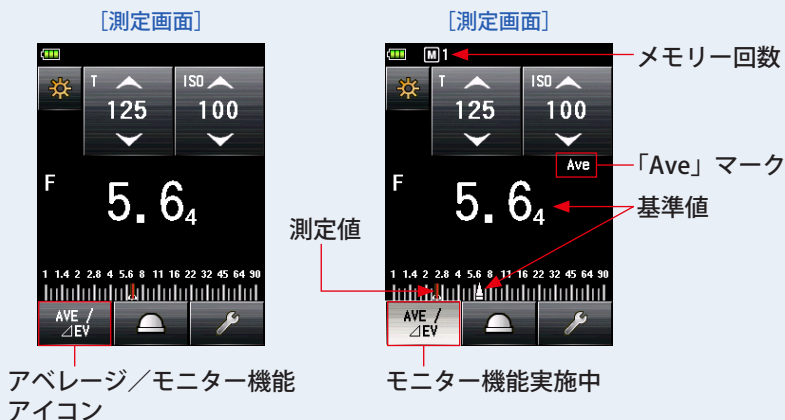 ［測定画面］
T
125
ISO
100
F
5.6₄
1 1.4 2 2.8 4 5.6 8 11 16 22 32 45 64 90
AVE /
⊿EV
アベレージ／モニター機能
アイコン
［測定画面］
M 1
メモリー回数
T
125
ISO
100
Ave
「Ave」マーク
F
5.6₄
基準値
測定値
1 1.4 2 2.8 4 5.6 8 11 16 22 32 45 64 90
AVE /
⊿EV
モニター機能実施中